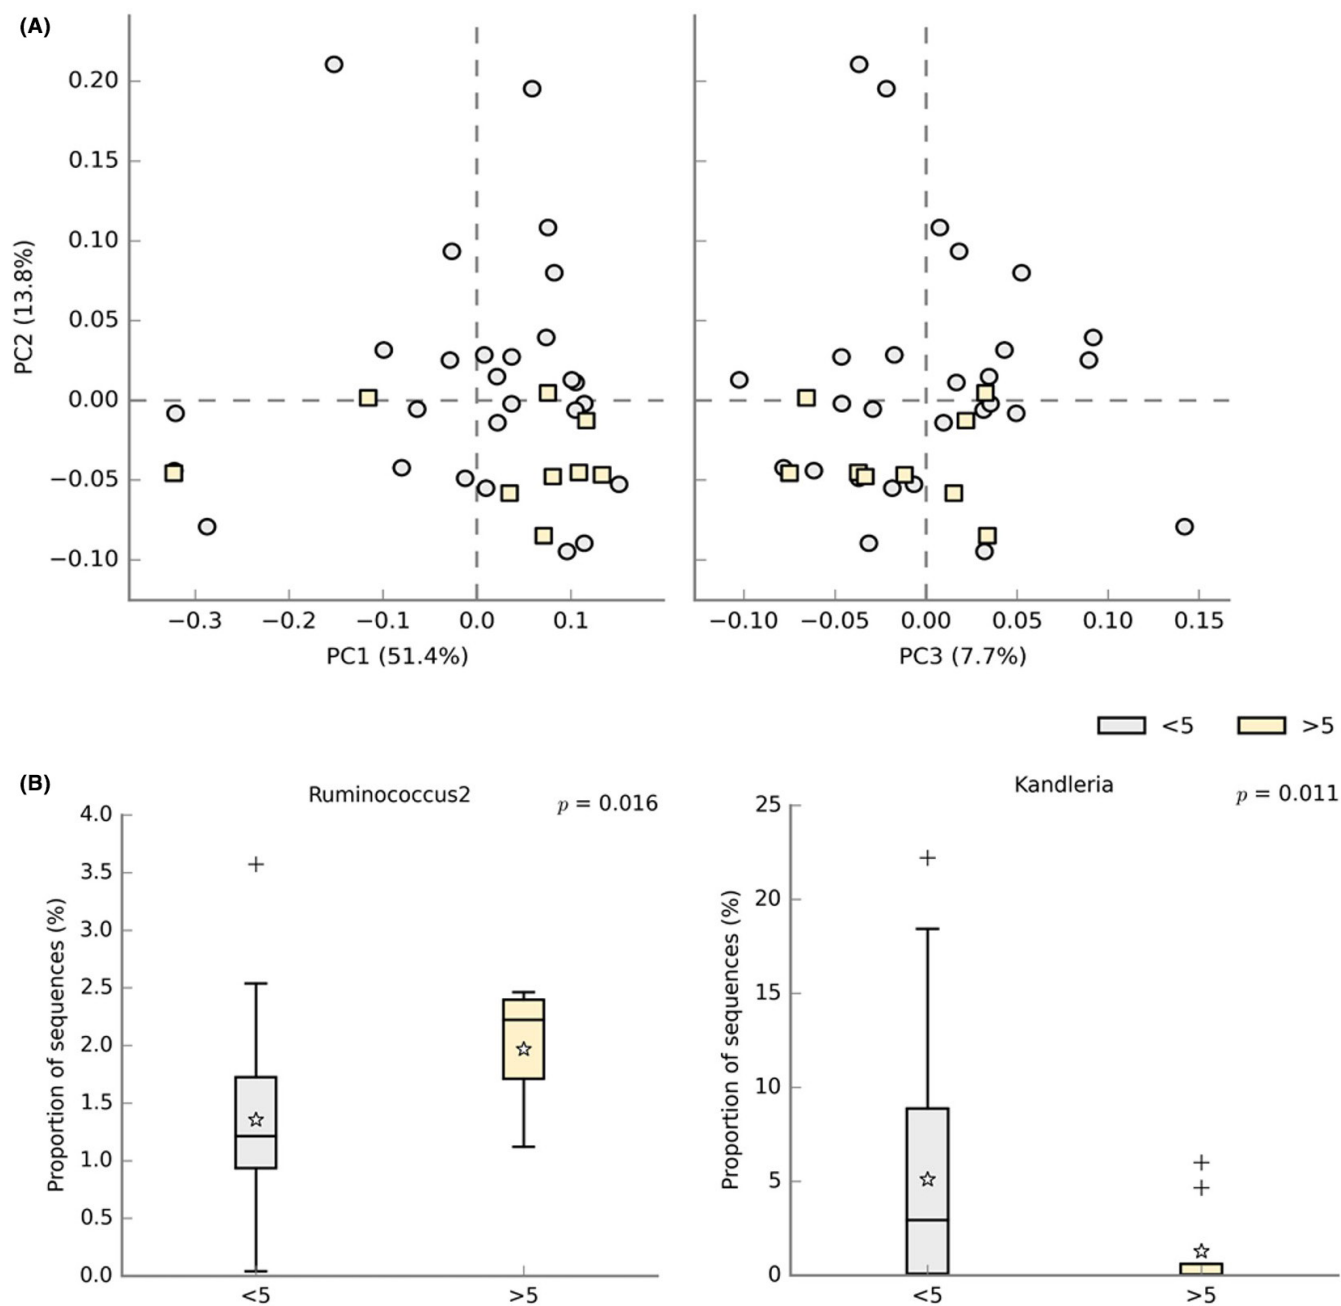 (A)
PC2 (13.8%)
0.20
0.15
0.10
0.05
0.00
−0.05
−0.10
−0.3 −0.2 −0.1 0.0 0.1
PC1 (51.4%)
−0.10 −0.05 0.00 0.05 0.10 0.15
PC3 (7.7%)
<5 >5
(B)
Ruminococcus2
p = 0.016
Proportion of sequences (%)
4.0
3.5
3.0
2.5
2.0
1.5
1.0
0.5
0.0
<5 >5
Kandleria
p = 0.011
Proportion of sequences (%)
25
20
15
10
5
0
<5 >5